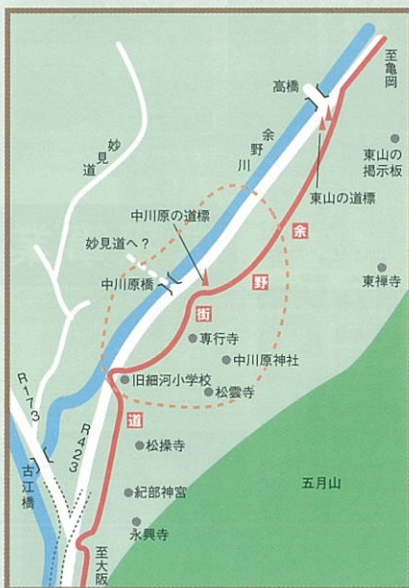 至亀岡
高橋
余野川
妙見道
東山の
掲示板
東山の道標
中川原の道標
妙見道へ？
余
野
街
道
中川原橋
東禅寺
専行寺
中川原神社
旧細河小学校
松雲寺
R173
R423
古江橋
松操寺
紀部神宮
五月山
永興寺
至大阪